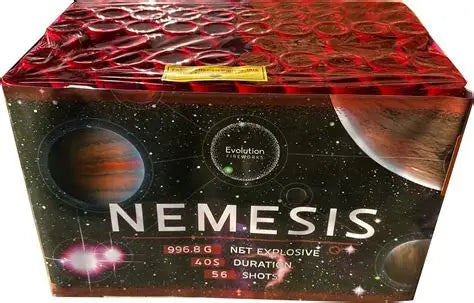 Evolution
FIREWORKS
NEMESIS
996.8 G NET EXPLOSIVE
40S DURATION
56 SHOTS